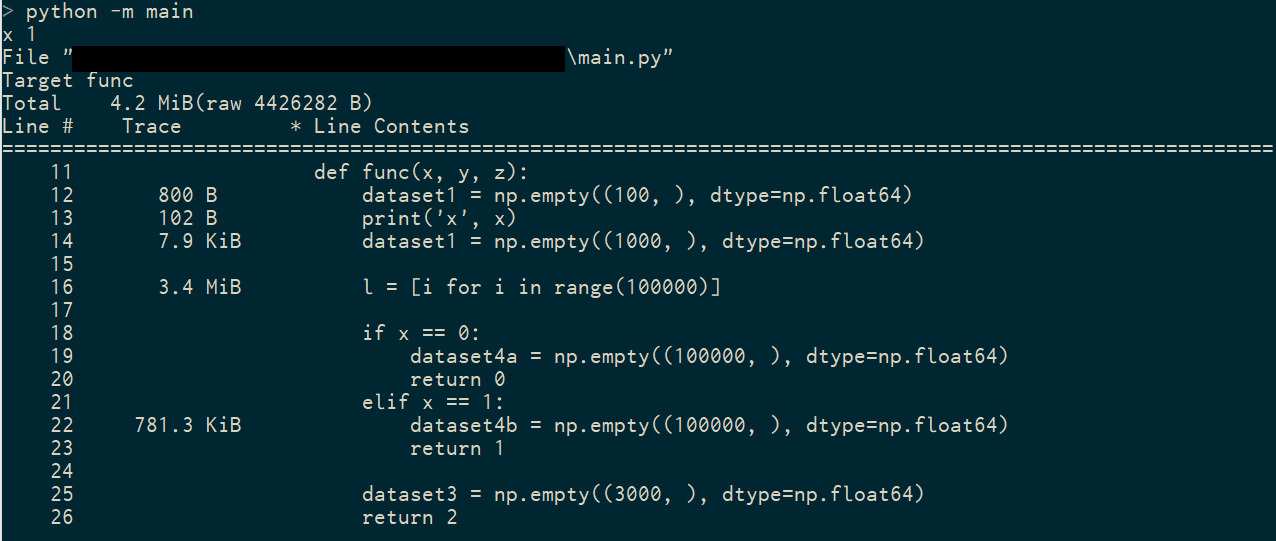 > python -m main
x 1
File "\main.py"
Target func
Total    4.2 MiB(raw 4426282 B)
Line #    Trace         * Line Contents
==========================================================================================================
    11                    def func(x, y, z):
    12       800 B            dataset1 = np.empty((100, ), dtype=np.float64)
    13       102 B            print('x', x)
    14       7.9 KiB          dataset1 = np.empty((1000, ), dtype=np.float64)
    15
    16       3.4 MiB          l = [i for i in range(100000)]
    17
    18                        if x == 0:
    19                            dataset4a = np.empty((100000, ), dtype=np.float64)
    20                            return 0
    21                        elif x == 1:
    22     781.3 KiB              dataset4b = np.empty((100000, ), dtype=np.float64)
    23                            return 1
    24
    25                        dataset3 = np.empty((3000, ), dtype=np.float64)
    26                        return 2